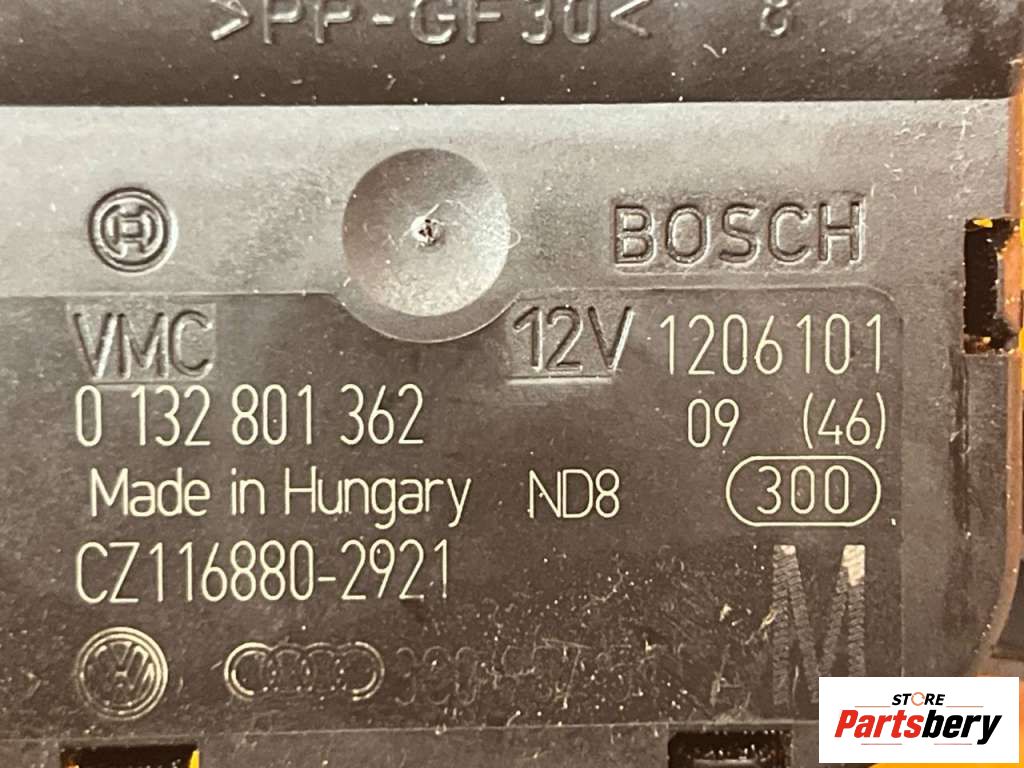 >PP-GF30< 8
BOSCH
VMC 12V 1206101
0 132 801 362 09 (46)
Made in Hungary ND8 300
CZ116880-2921
M
STORE
Partsbery